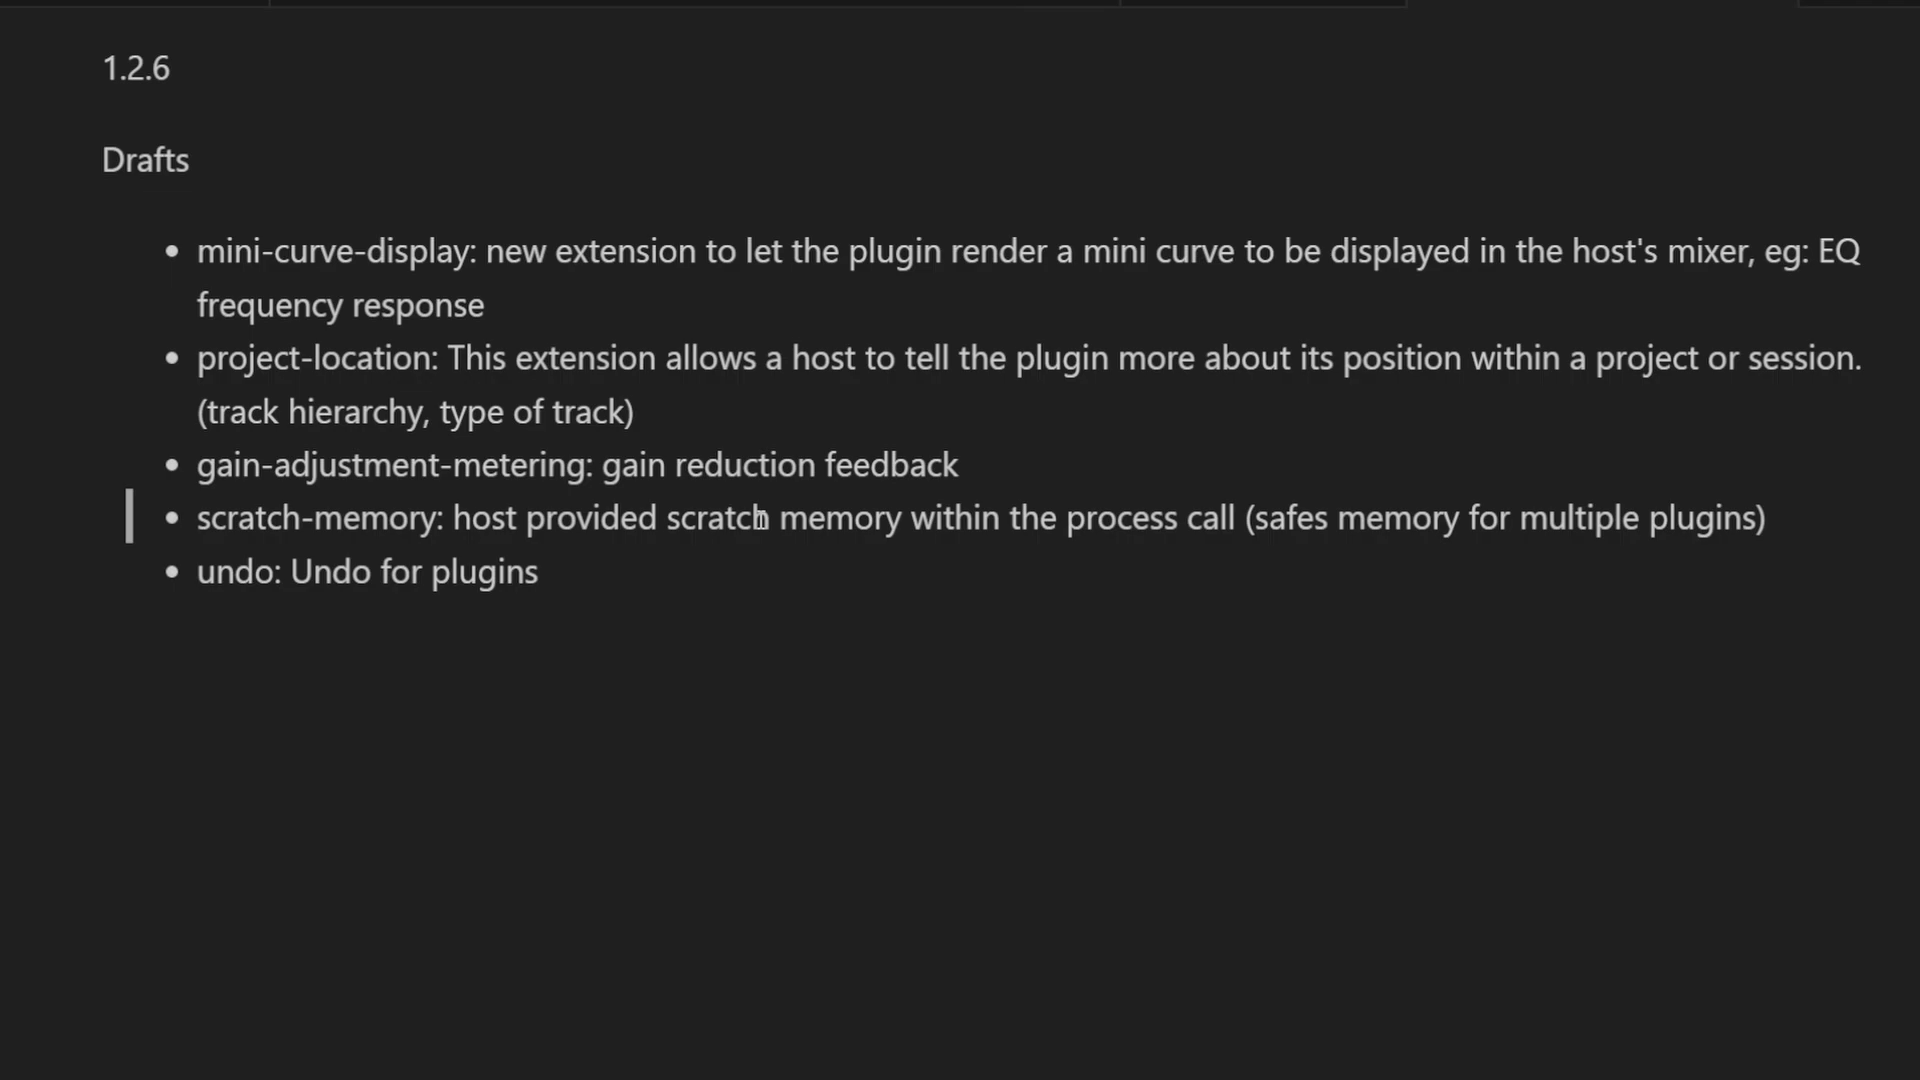 1.2.6
Drafts
• mini-curve-display: new extension to let the plugin render a mini curve to be displayed in the host's mixer, eg: EQ
frequency response
• project-location: This extension allows a host to tell the plugin more about its position within a project or session.
(track hierarchy, type of track)
• gain-adjustment-metering: gain reduction feedback
• scratch-memory: host provided scratch memory within the process call (safes memory for multiple plugins)
• undo: Undo for plugins